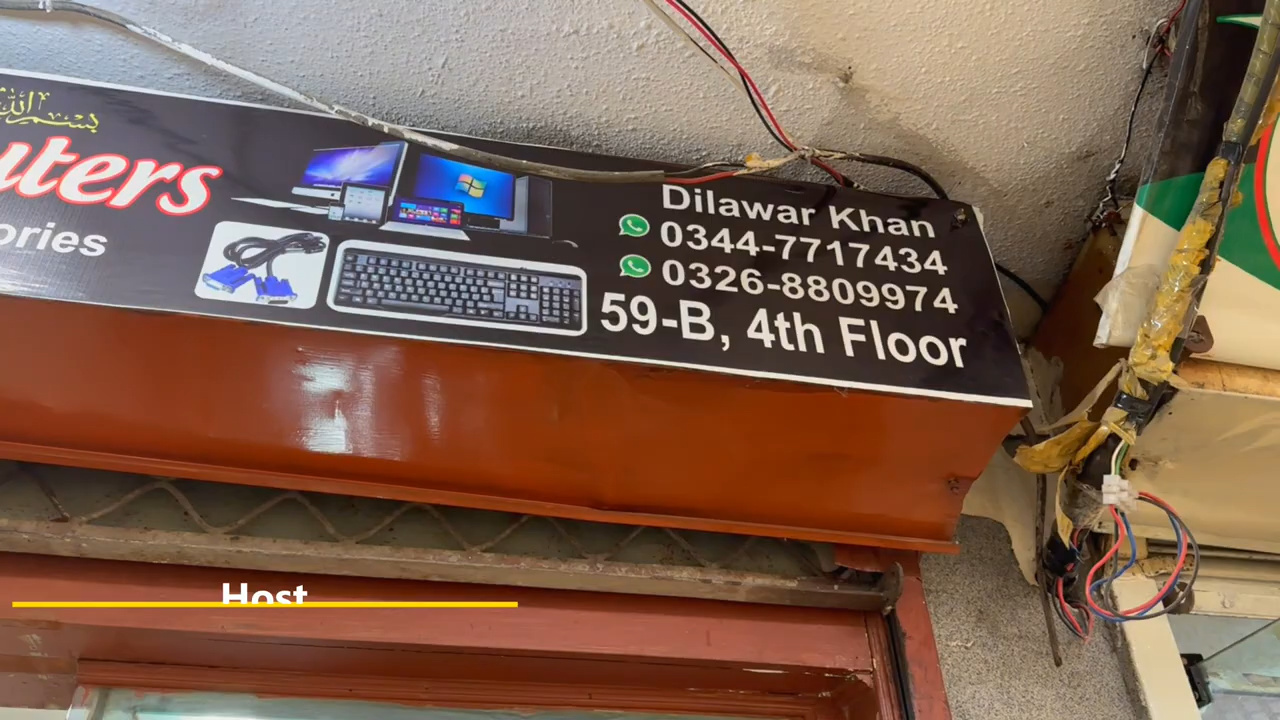 بسم الله
uters
ories
Dilawar Khan
0344-7717434
0326-8809974
59-B, 4th Floor
Host